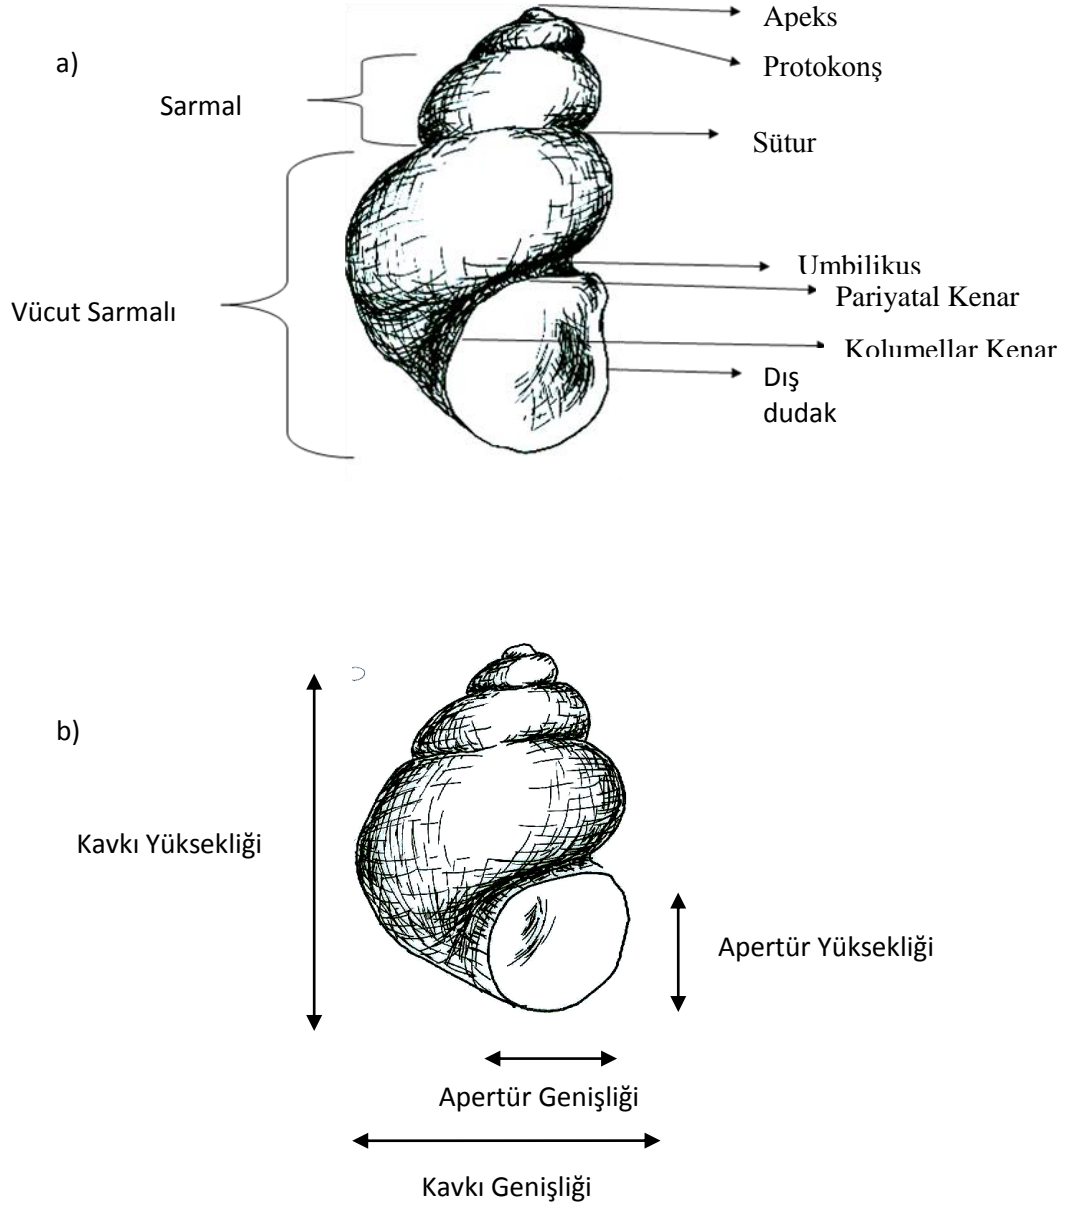 Apeks
a)
Protokonş
Sarmal
Sütur
Umbilikus
Pariyatal Kenar
Vücut Sarmalı
Kolumellar Kenar
Dış
dudak
b)
Kavkı Yüksekliği
Apertür Yüksekliği
Apertür Genişliği
Kavkı Genişliği